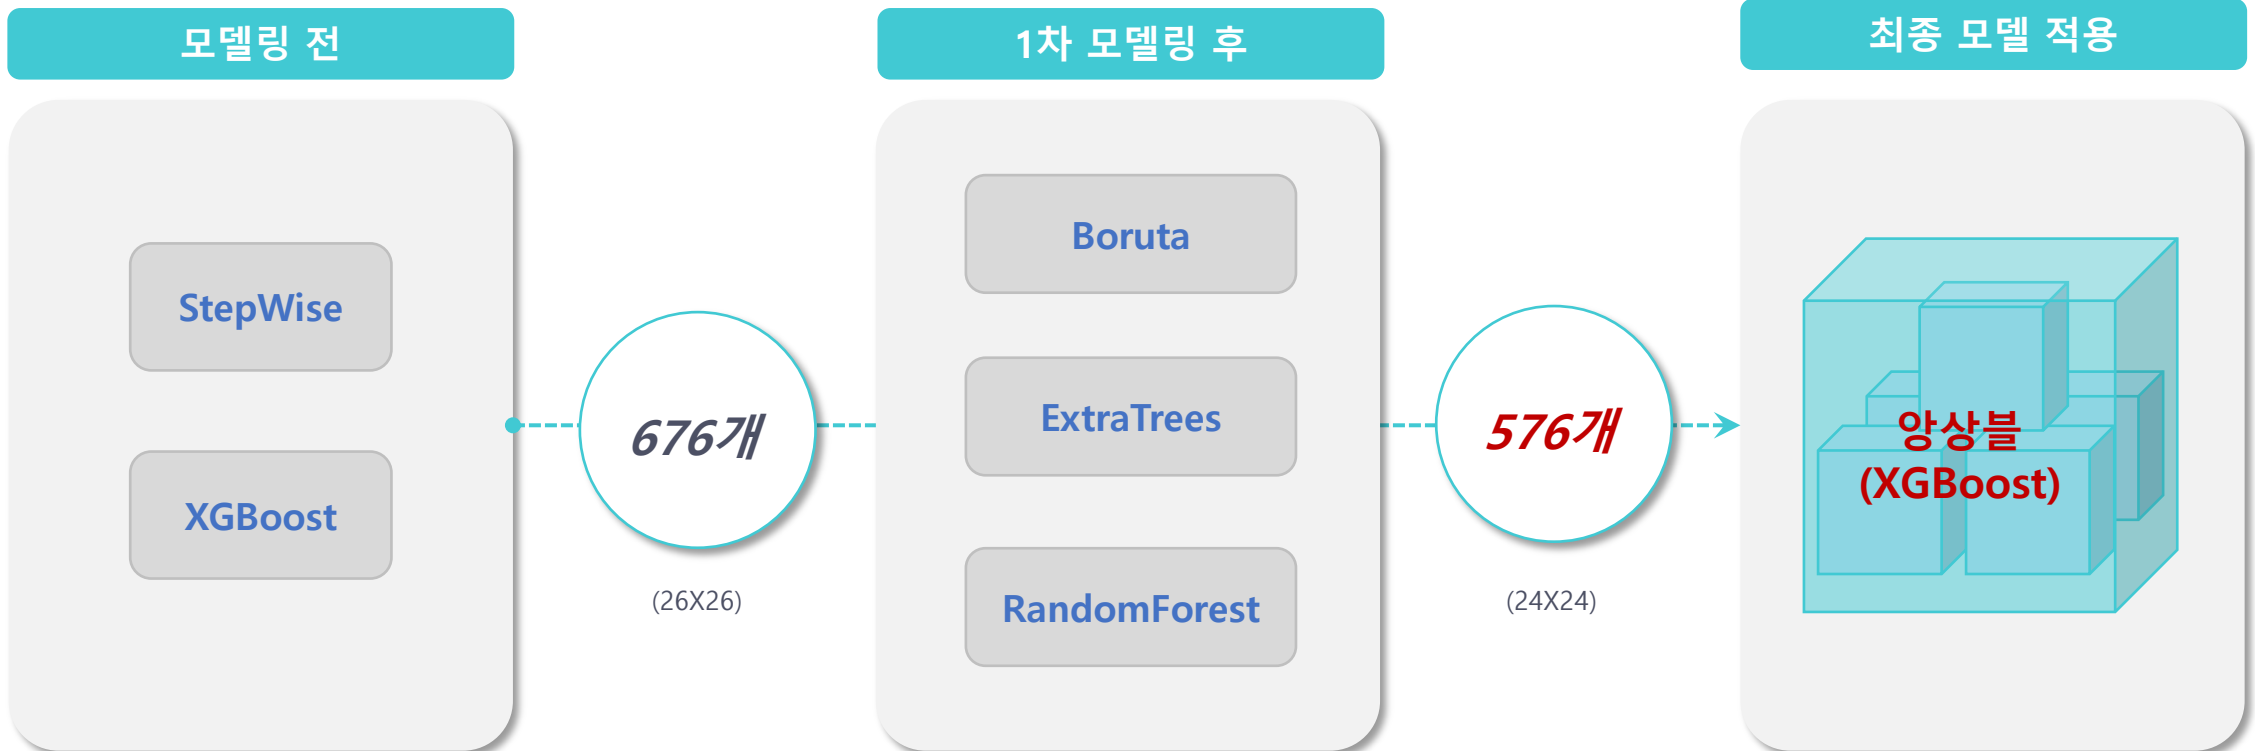 모델링 전
1차 모델링 후
최종 모델 적용
StepWise
XGBoost
676개
(26X26)
Boruta
ExtraTrees
RandomForest
576개
(24X24)
앙상블
(XGBoost)